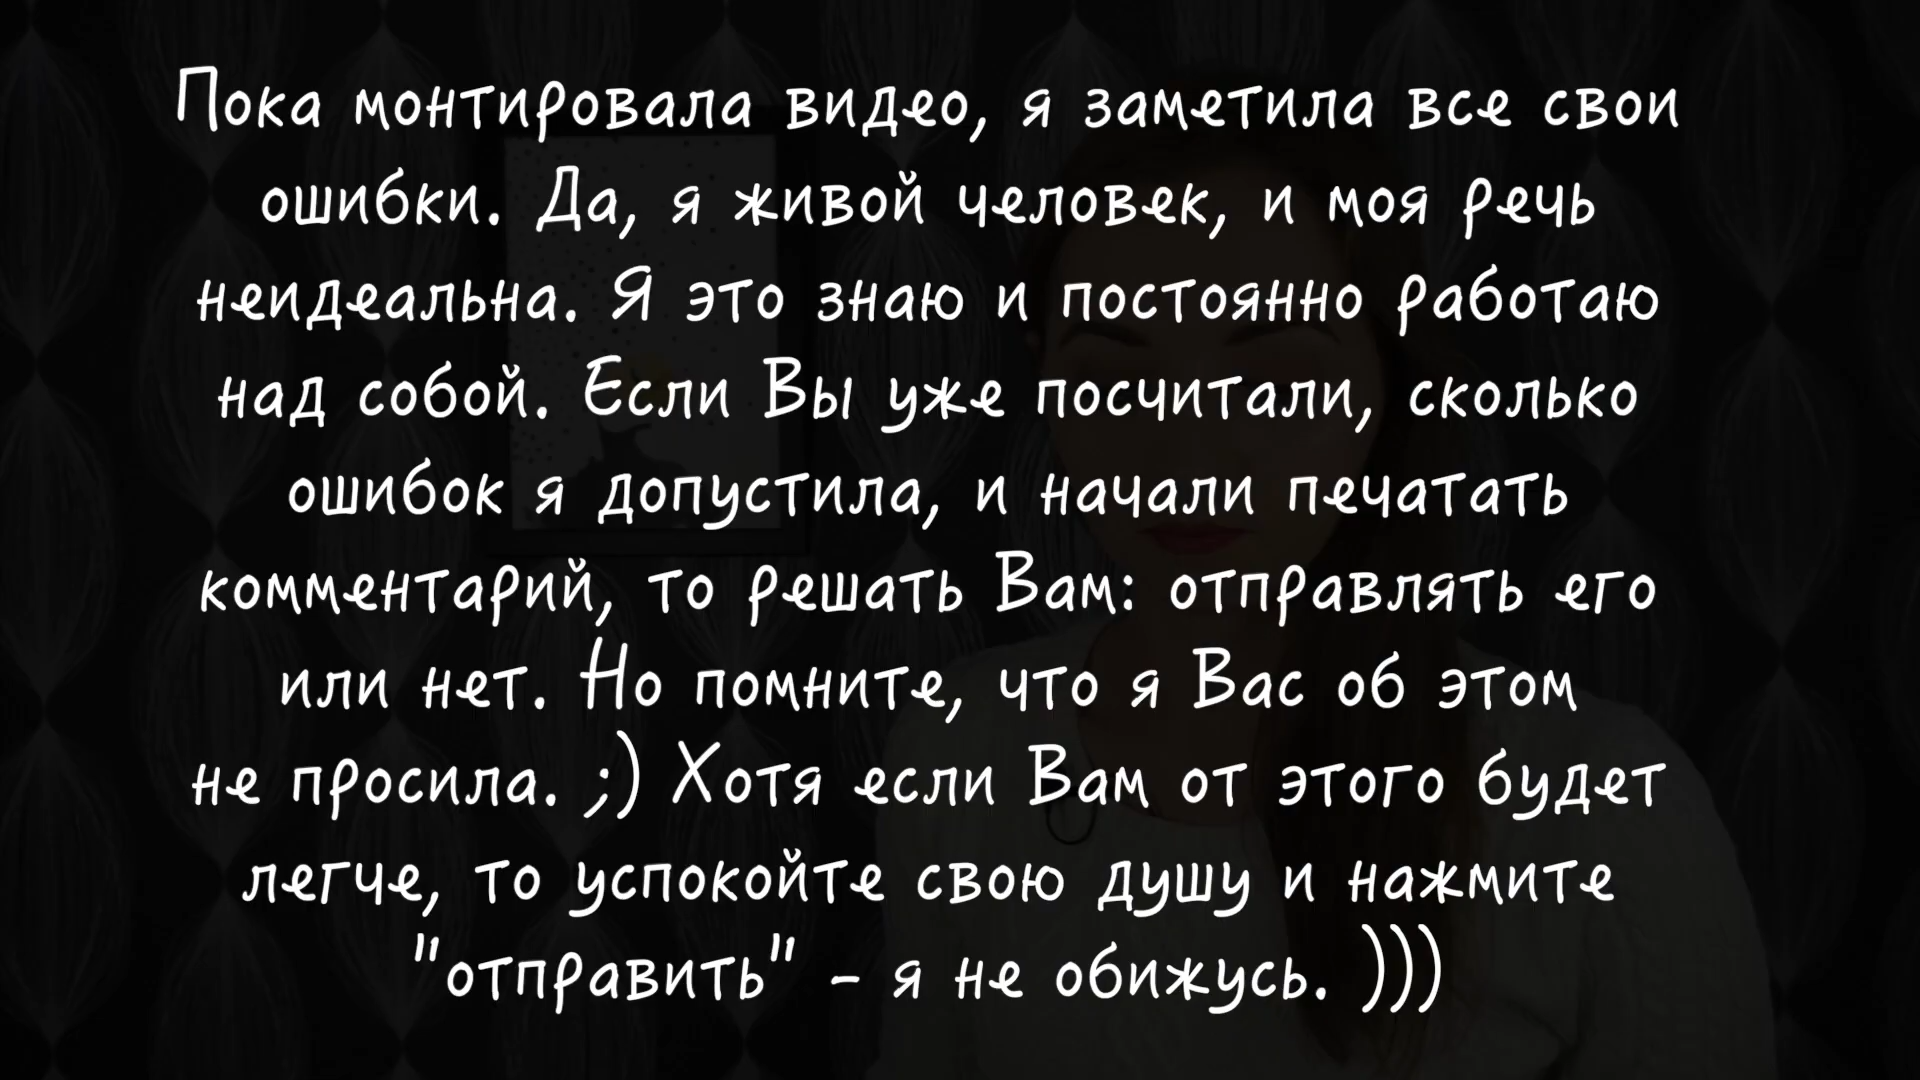 Пока монтировала видео, я заметила все свои
ошибки. Да, я живой человек, и моя речь
неидеальна. Я это знаю и постоянно работаю
над собой. Если Вы уже посчитали, сколько
ошибок я допустила, и начали печатать
комментарий, то решать Вам: отправлять его
или нет. Но помните, что я Вас об этом
не просила. ;) Хотя если Вам от этого будет
легче, то успокойте свою душу и нажмите
"отправить" - я не обижусь. )))